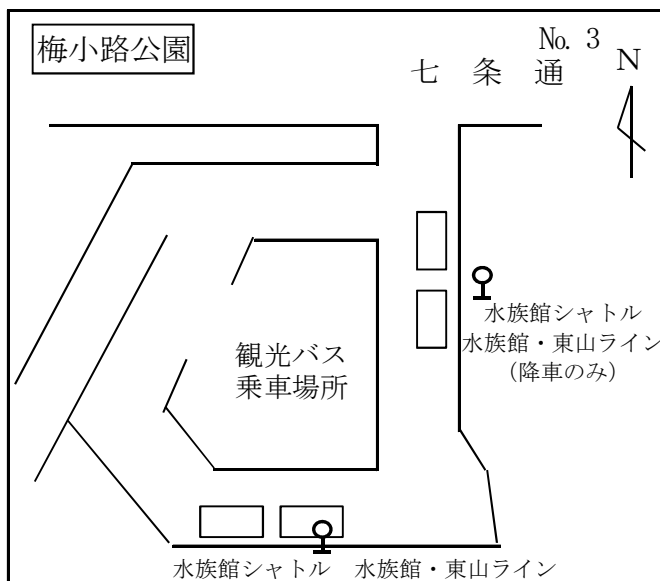 梅小路公園
No. 3
七条通
N
水族館シャトル
水族館・東山ライン
(降車のみ)
観光バス
乗車場所
水族館シャトル 水族館・東山ライン